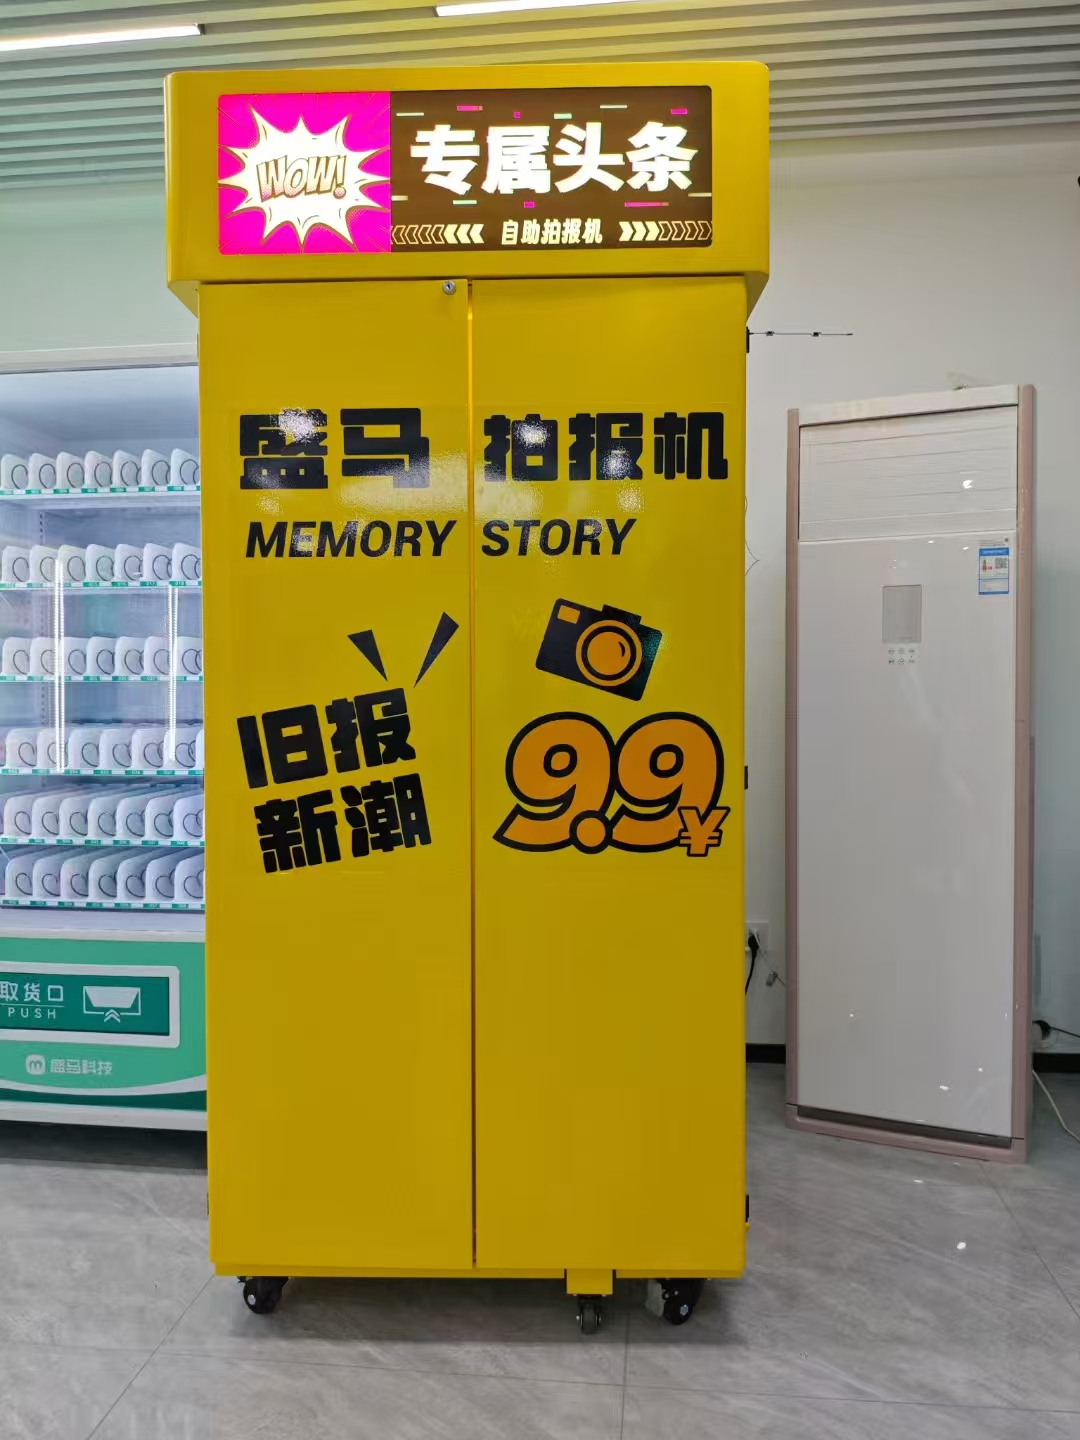 WOW!
专属头条
自助拍报机
盛马 拍报机
MEMORY STORY
旧报
新潮
9.9¥
取货口
PUSH
盛马科技